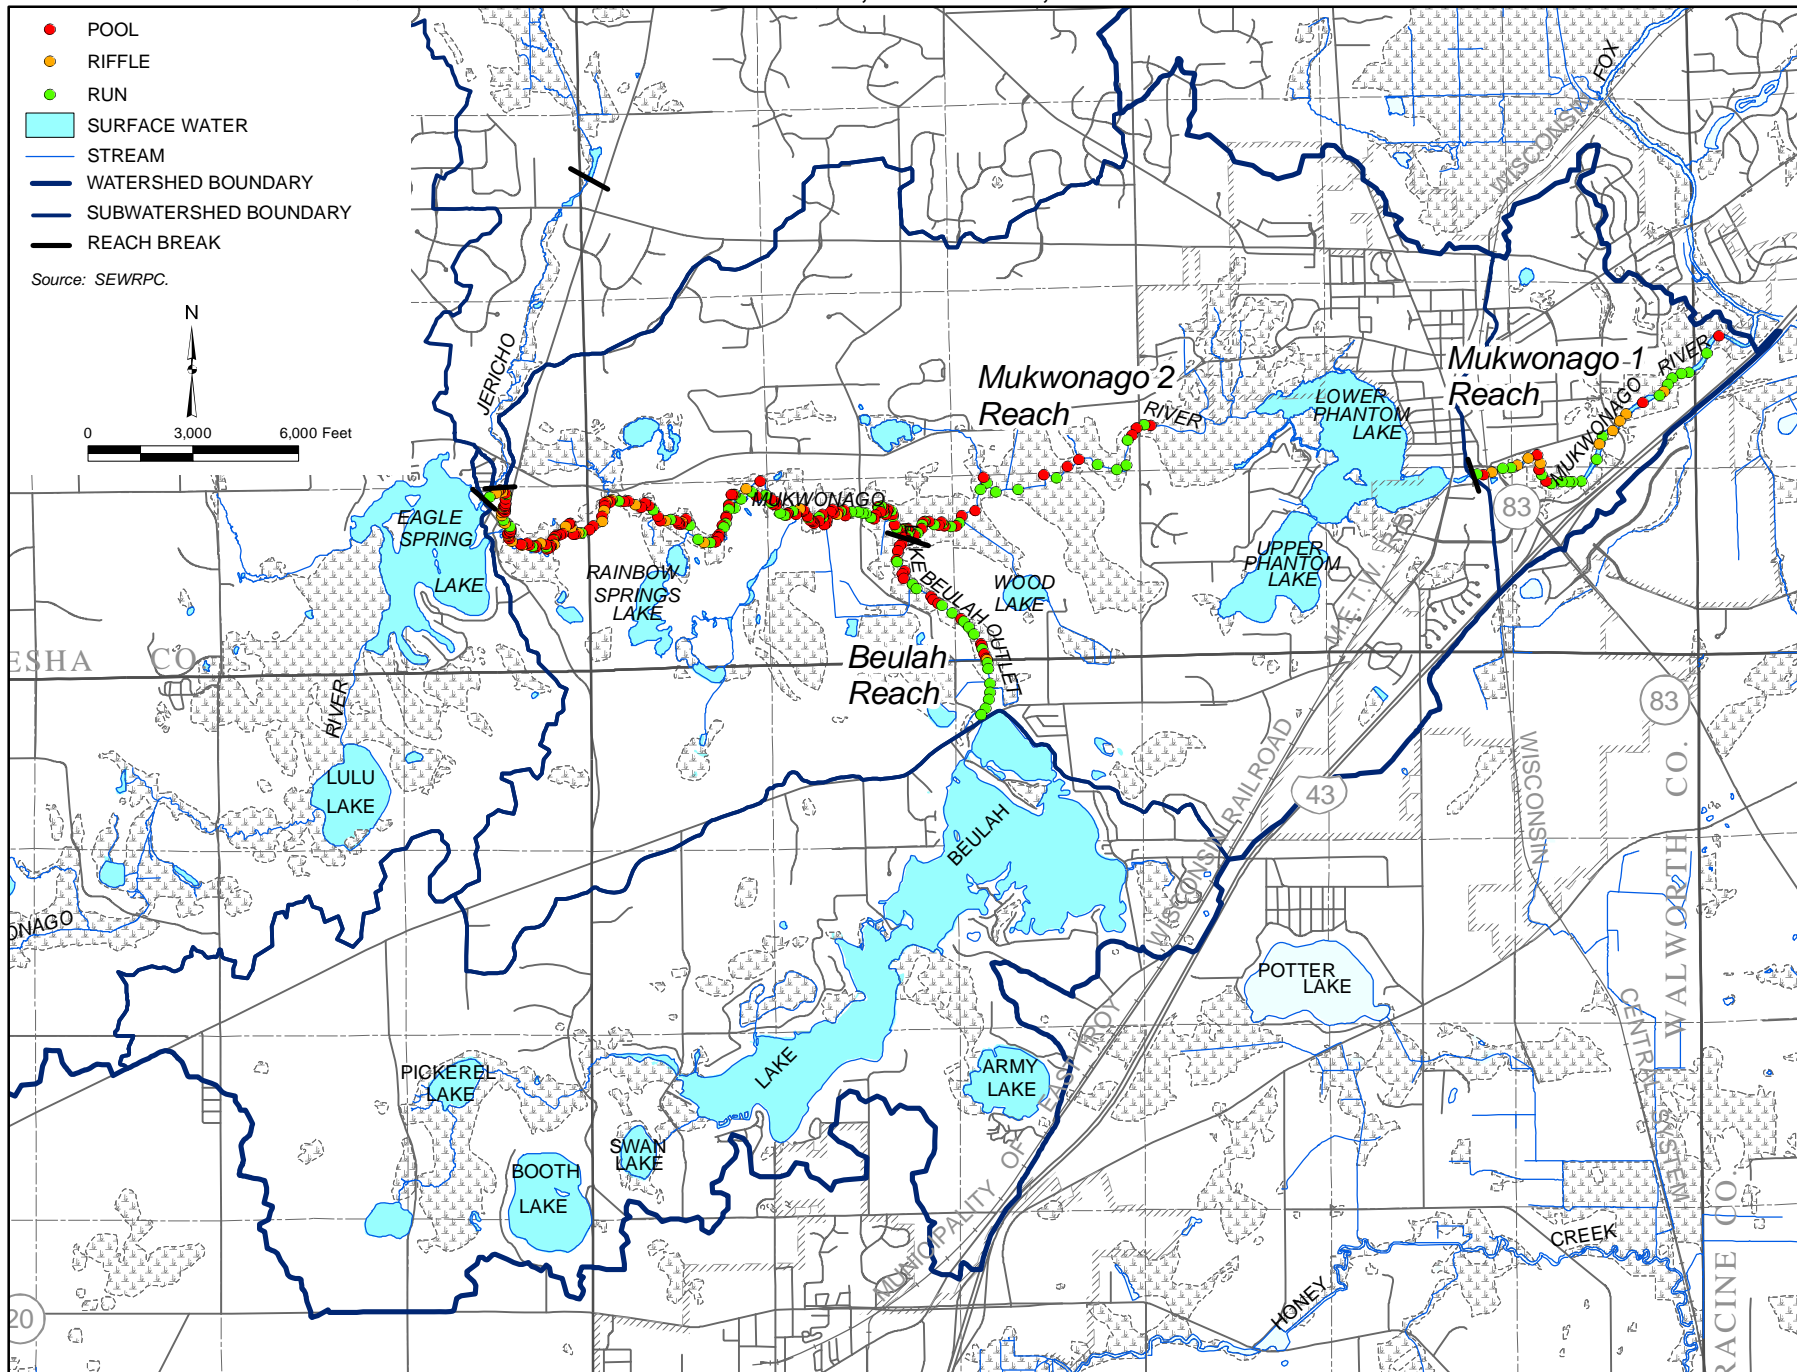 POOL
RIFFLE
RUN
SURFACE WATER
STREAM
WATERSHED BOUNDARY
SUBWATERSHED BOUNDARY
REACH BREAK
Source: SEWRPC.
N
0 3,000 6,000 Feet
JERICHO
FOX
WISCONSIN
Mukwonago 2
Reach
RIVER
Mukwonago 1
Reach
MUKWONAGO RIVER
MUKWONAGO
LOWER
PHANTOM
LAKE
EAGLE
SPRING
LAKE
MUKWONAGO
83
RAINBOW
SPRINGS
LAKE
UPPER
PHANTOM
LAKE
WOOD
LAKE
BEULAH OUTLET
Beulah
Reach
ESHA CO.
RIVER
83
LULU
LAKE
43
WISCONSIN
WISCONSIN RAILROAD
BEULAH
LAKE
ONAGO
POTTER
LAKE
WALWORTH CO.
CENTRAL
SYSTEM
PICKEREL
LAKE
ARMY
LAKE
SWAN
LAKE
BOOTH
LAKE
MUNICIPALITY OF EAST TROY
HONEY
CREEK
20
ACINE CO.